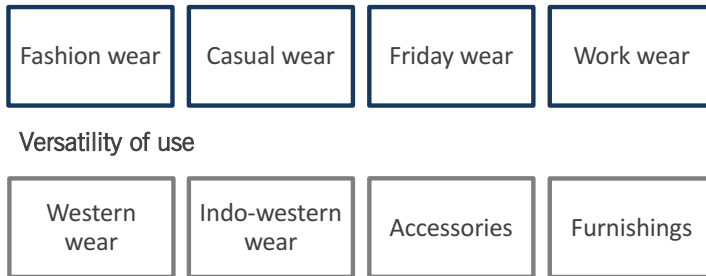 Fashion wear
Casual wear
Friday wear
Work wear
Versatility of use
Western
wear
Indo-western
wear
Accessories
Furnishings